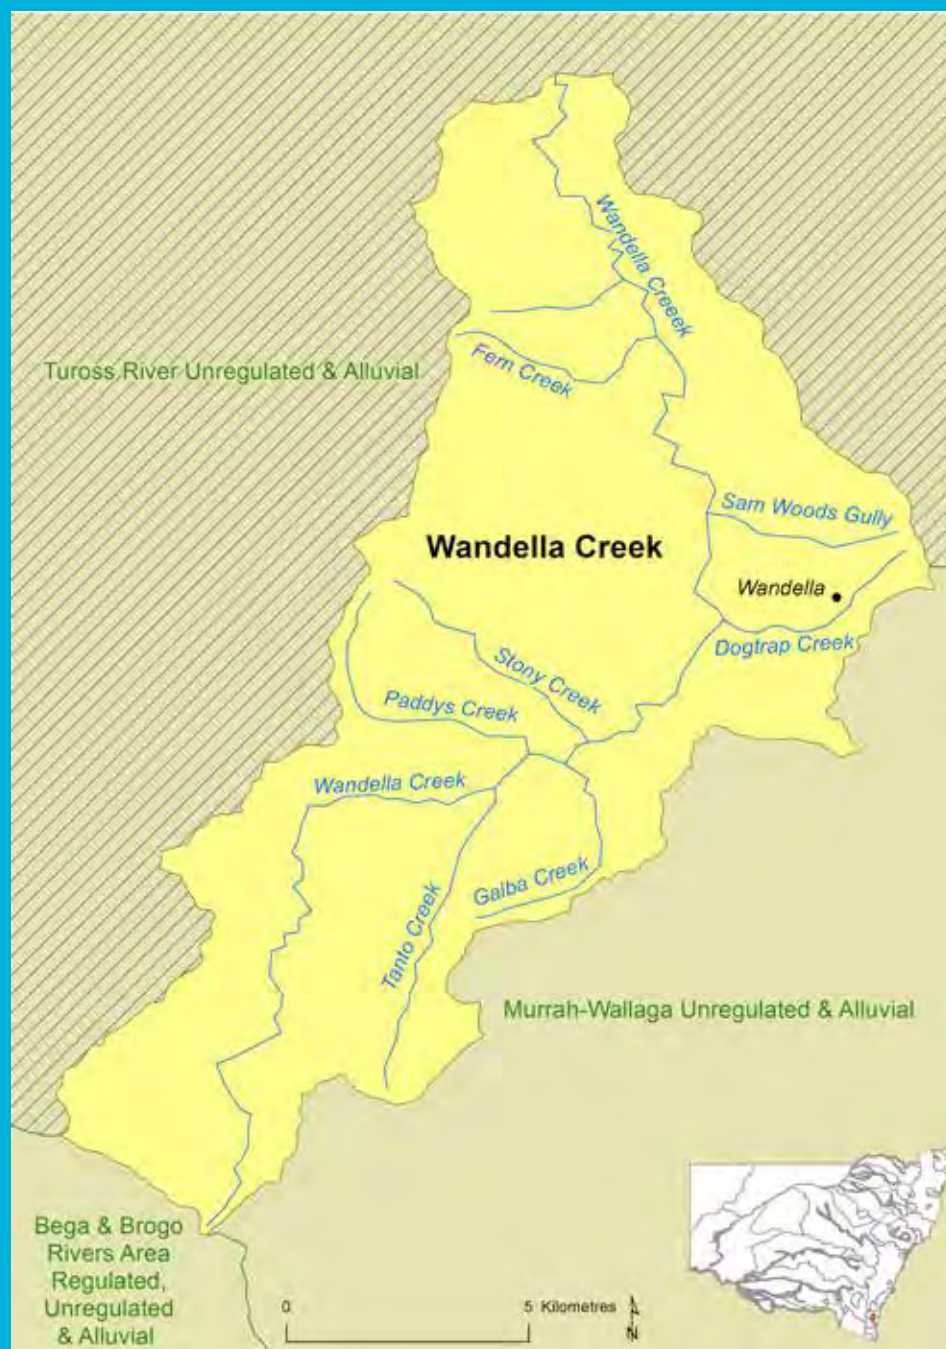 Wandella Creeek
Tuross River Unregulated & Alluvial
Fern Creek
Sam Woods Gully
Wandella Creek
Wandella
Dogtrap Creek
Stony Creek
Paddys Creek
Wandella Creek
Galba Creek
Tanto Creek
Murrah-Wallaga Unregulated & Alluvial
Bega & Brogo
Rivers Area
Regulated,
Unregulated
& Alluvial
0 5 Kilometres
N